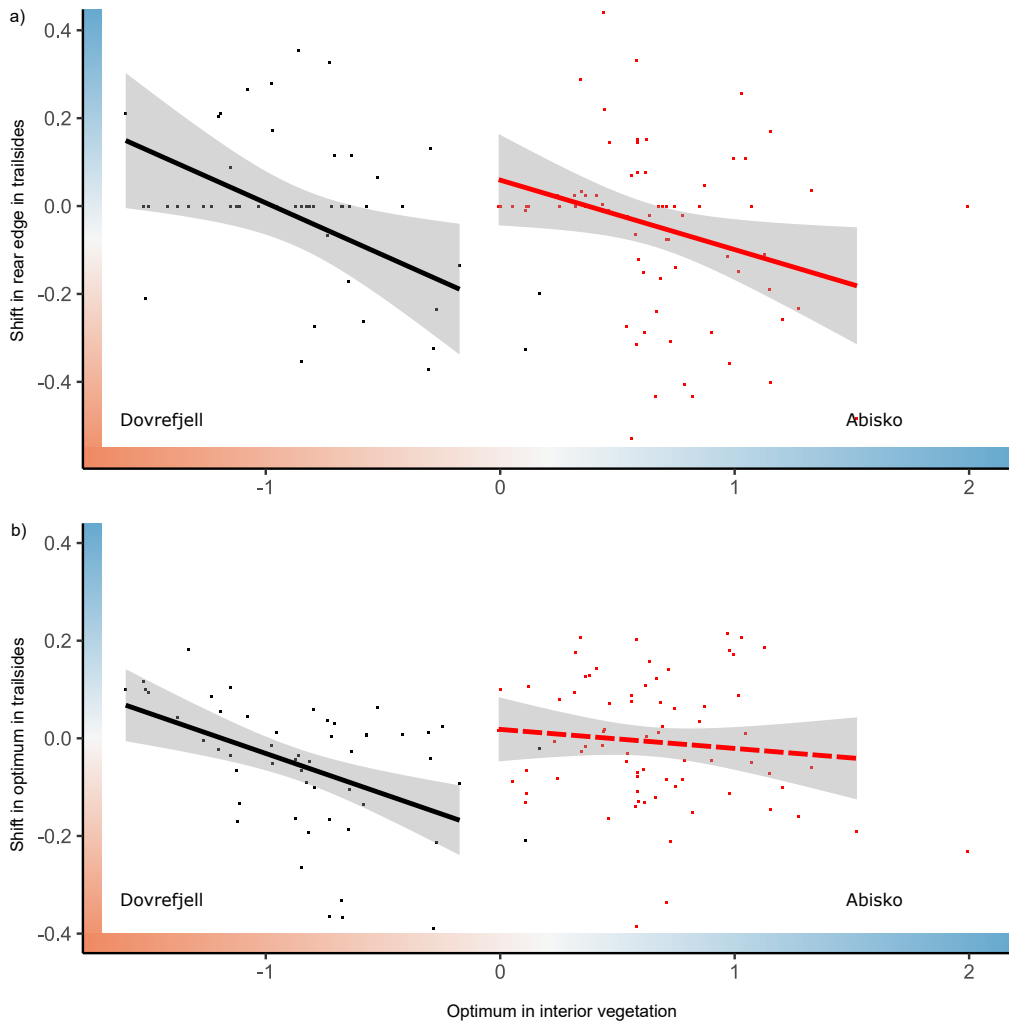 a)
0.4
0.2
0.0
-0.2
-0.4
Shift in rear edge in trailsides
Dovrefjell
Abisko
-1
0
1
2
b)
0.4
0.2
0.0
-0.2
-0.4
Shift in optimum in trailsides
Dovrefjell
Abisko
-1
0
1
2
Optimum in interior vegetation